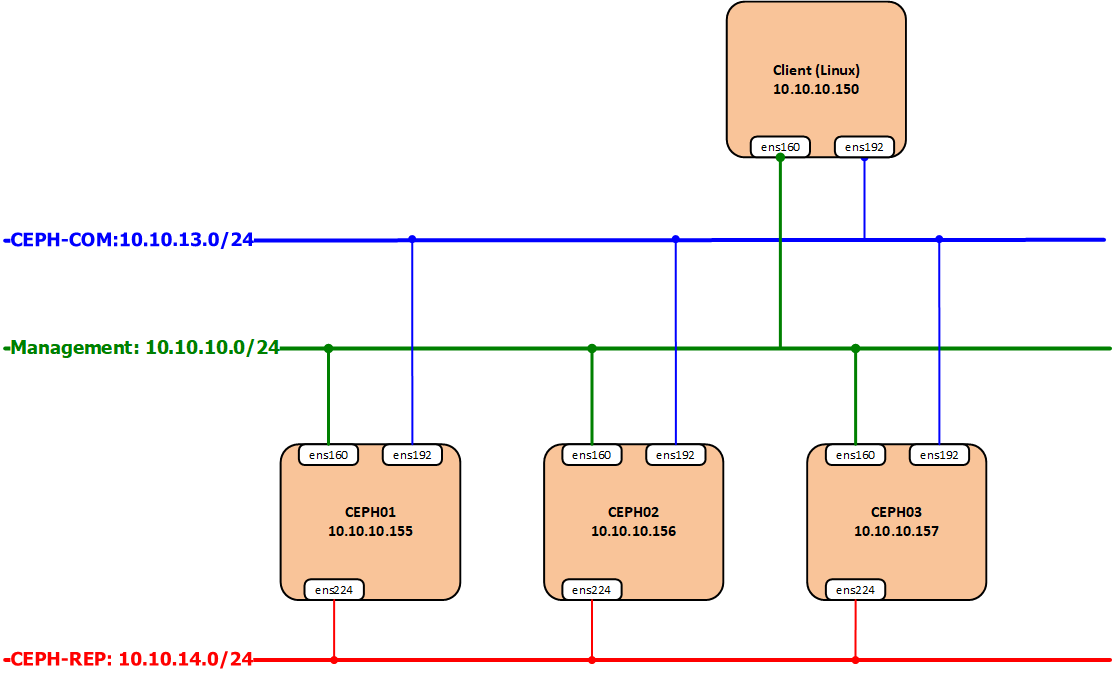 Client (Linux)
10.10.10.150
ens160
ens192
-CEPH-COM:10.10.13.0/24
-Management: 10.10.10.0/24
ens160
ens192
ens160
ens192
ens160
ens192
CEPH01
10.10.10.155
CEPH02
10.10.10.156
CEPH03
10.10.10.157
ens224
ens224
ens224
-CEPH-REP: 10.10.14.0/24